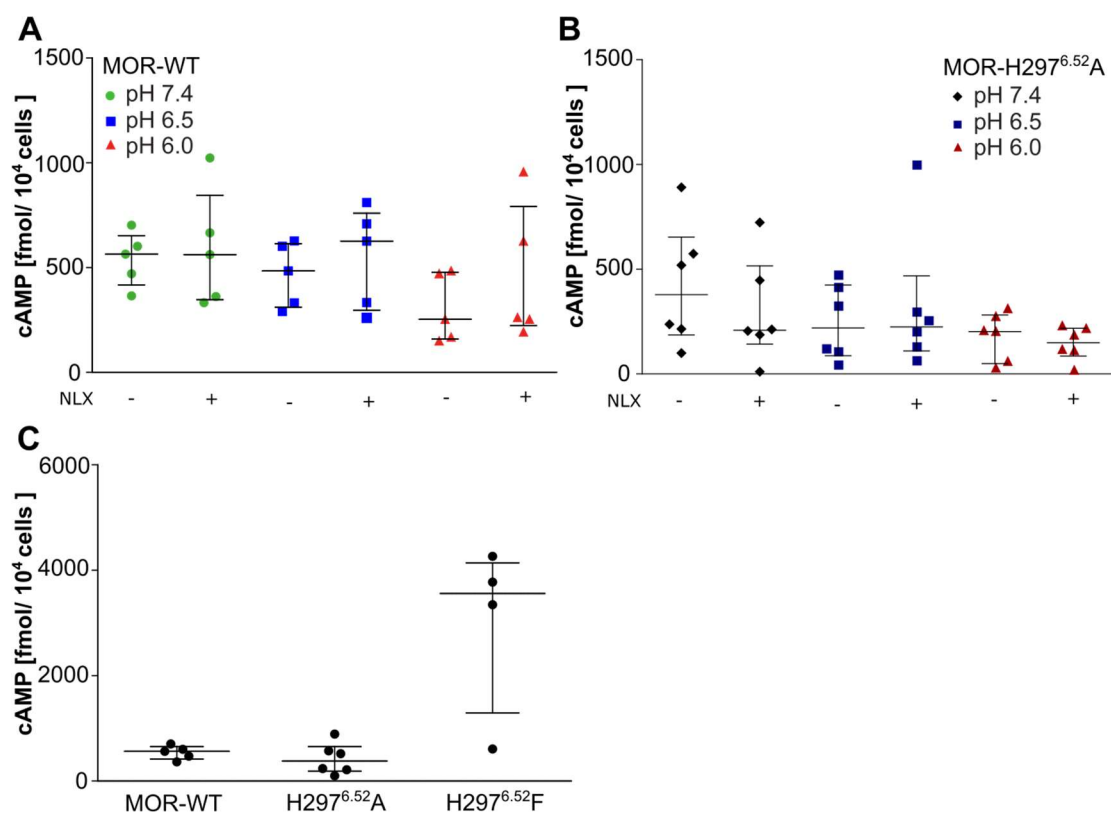 A
cAMP [fmol/ 10⁴ cells ]
1500
1000
500
0
MOR-WT
pH 7.4
pH 6.5
pH 6.0
NLX - + - + - +
B
cAMP [fmol/ 10⁴ cells ]
1500
1000
500
0
MOR-H297⁶·⁵²A
pH 7.4
pH 6.5
pH 6.0
NLX - + - + - +
C
cAMP [fmol/ 10⁴ cells ]
6000
4000
2000
0
MOR-WT H297⁶·⁵²A H297⁶·⁵²F